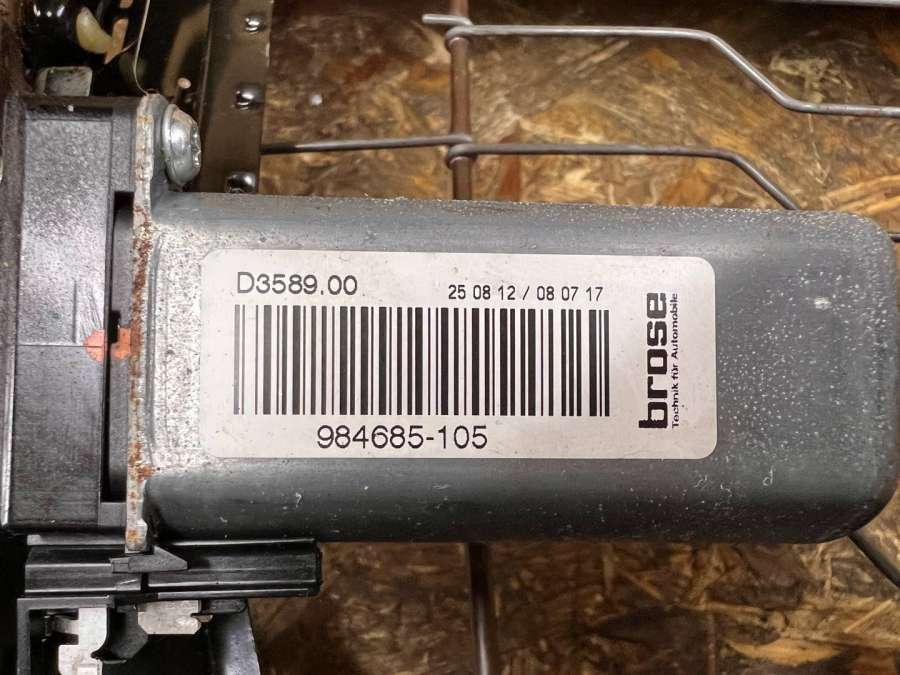 D3589.00
25 08 12 / 08 07 17
984685-105
brose
Technik für Automobile